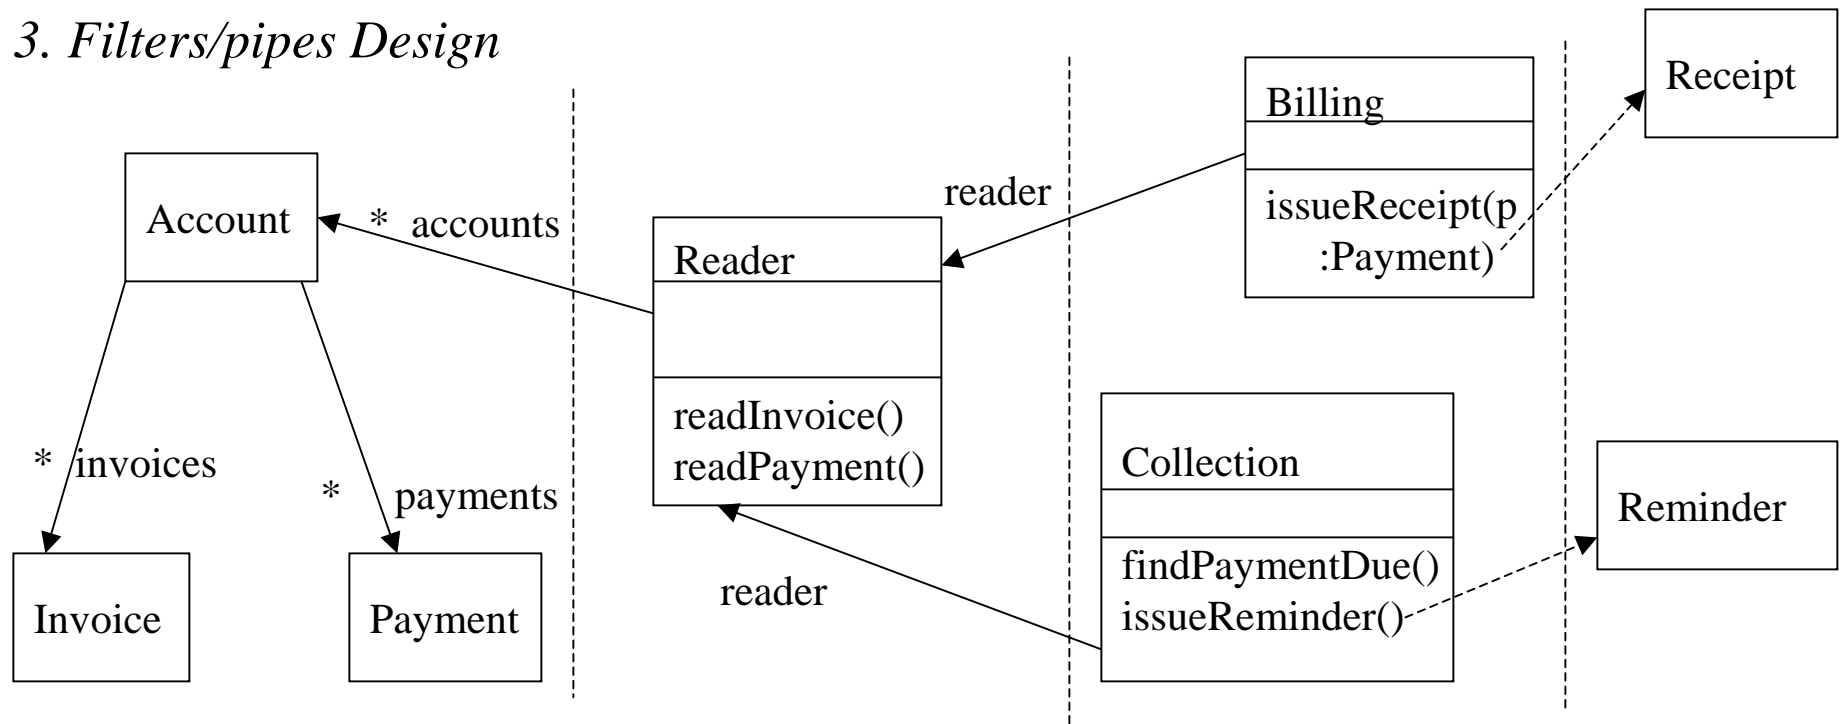 3. Filters/pipes Design
Receipt
Billing
issueReceipt(p
:Payment)
reader
Account
* accounts
Reader
readInvoice()
readPayment()
* invoices
* payments
Collection
findPaymentDue()
issueReminder()
Reminder
reader
Invoice
Payment